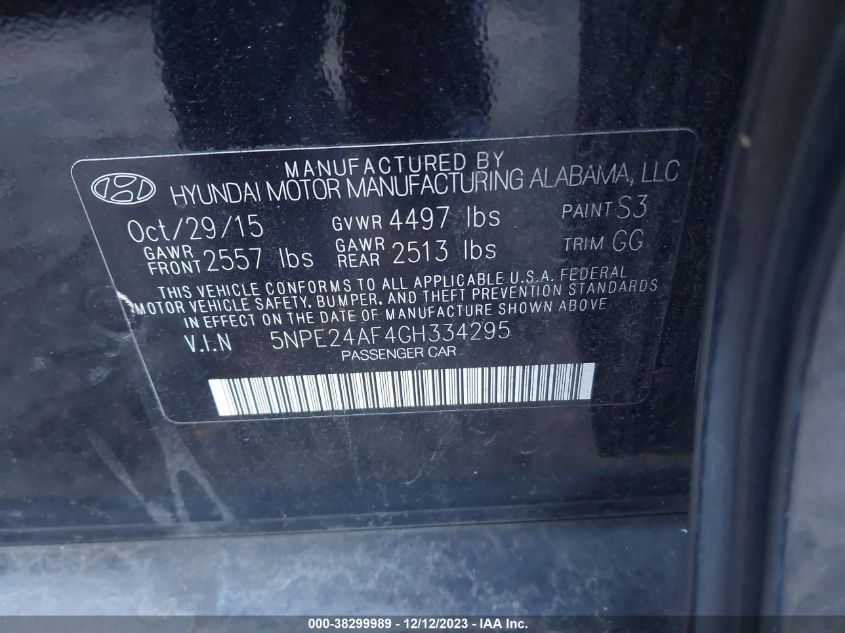 MANUFACTURED BY
HYUNDAI MOTOR MANUFACTURING ALABAMA, LLC
Oct/29/15 GVWR 4497 lbs PAINT S3
GAWR FRONT 2557 lbs GAWR REAR 2513 lbs TRIM GG
THIS VEHICLE CONFORMS TO ALL APPLICABLE U.S.A. FEDERAL
MOTOR VEHICLE SAFETY, BUMPER, AND THEFT PREVENTION STANDARDS
IN EFFECT ON THE DATE OF MANUFACTURE SHOWN ABOVE
V.I.N 5NPE24AF4GH334295
PASSENGER CAR
000-38299989 - 12/12/2023 - IAA Inc.